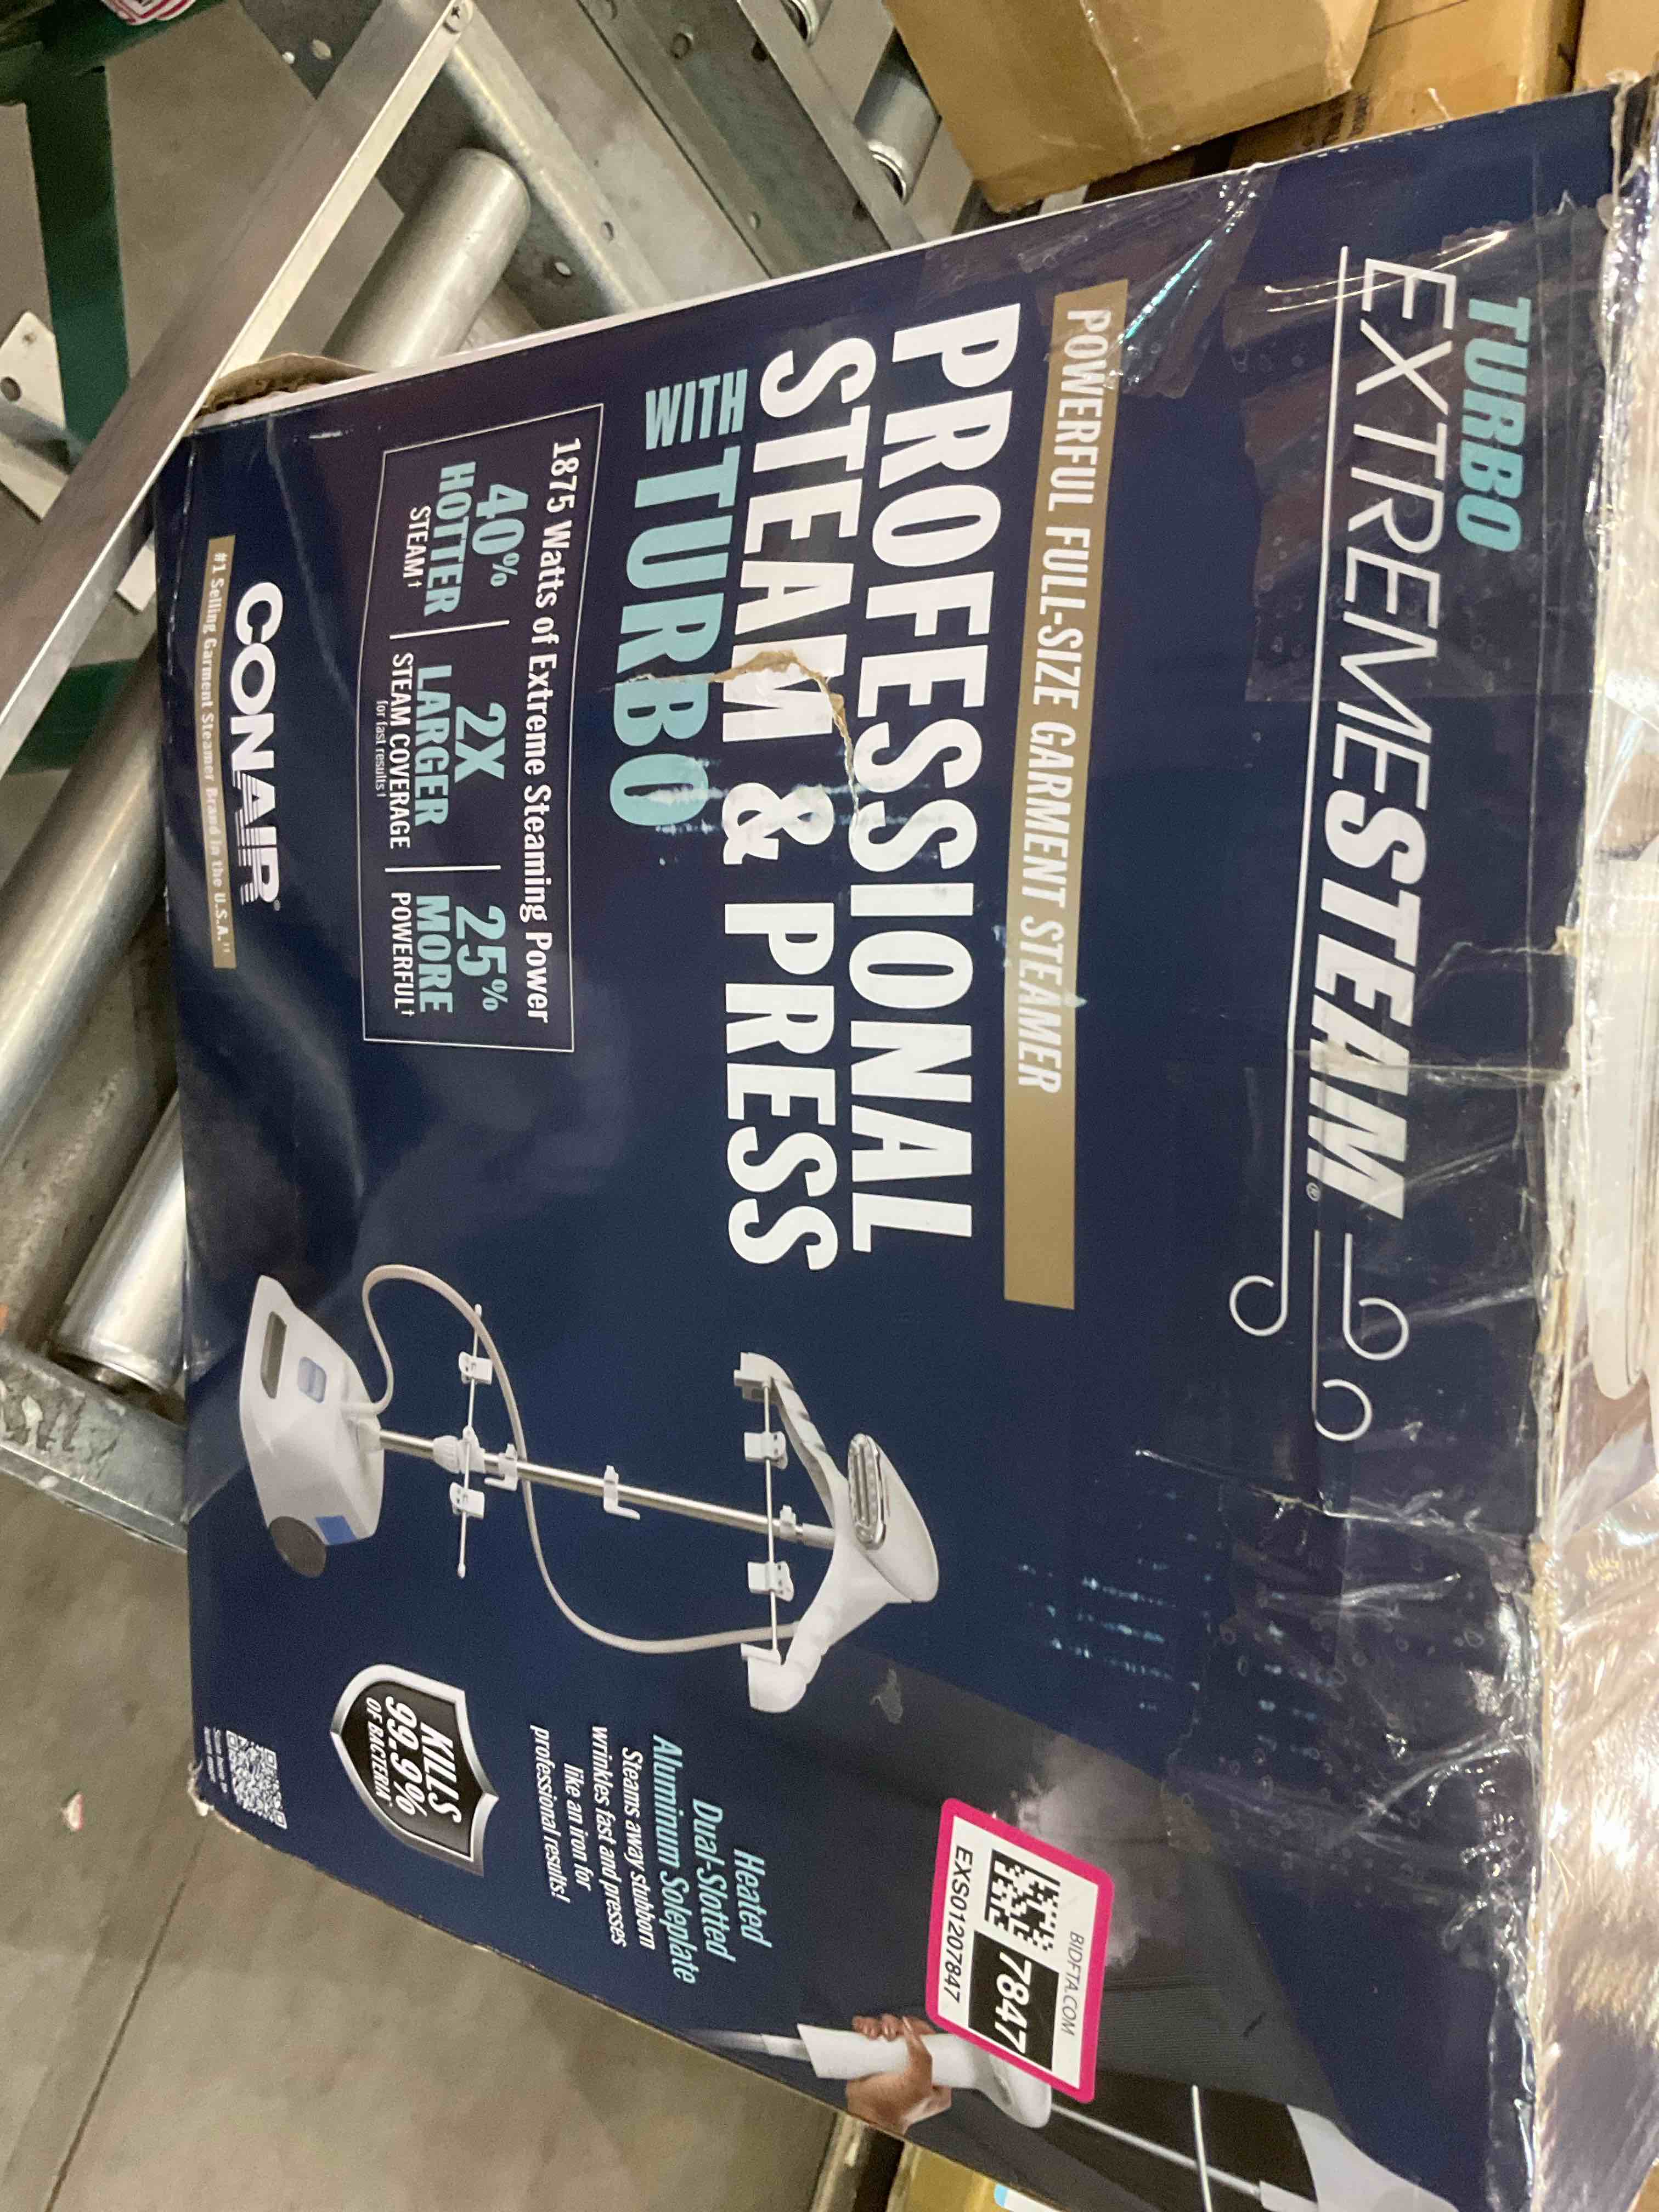 TURBO
EXTREMESTEAM®
POWERFUL FULL-SIZE GARMENT STEAMER
PROFESSIONAL
STEAM & PRESS
WITH TURBO
1875 Watts of Extreme Steaming Power
40%
HOTTER
STEAM†
2X
LARGER
STEAM COVERAGE
for fast results†
25%
MORE
POWERFUL†
CONAIR®
#1 Selling Garment Steamer Brand in the U.S.A.††
Heated
Dual-Slotted
Aluminum Soleplate
Steams away stubborn
wrinkles fast and presses
like an iron for
professional results!
KILLS
99.9%
OF BACTERIA
BIDFTA.COM
7847
EXS01207847